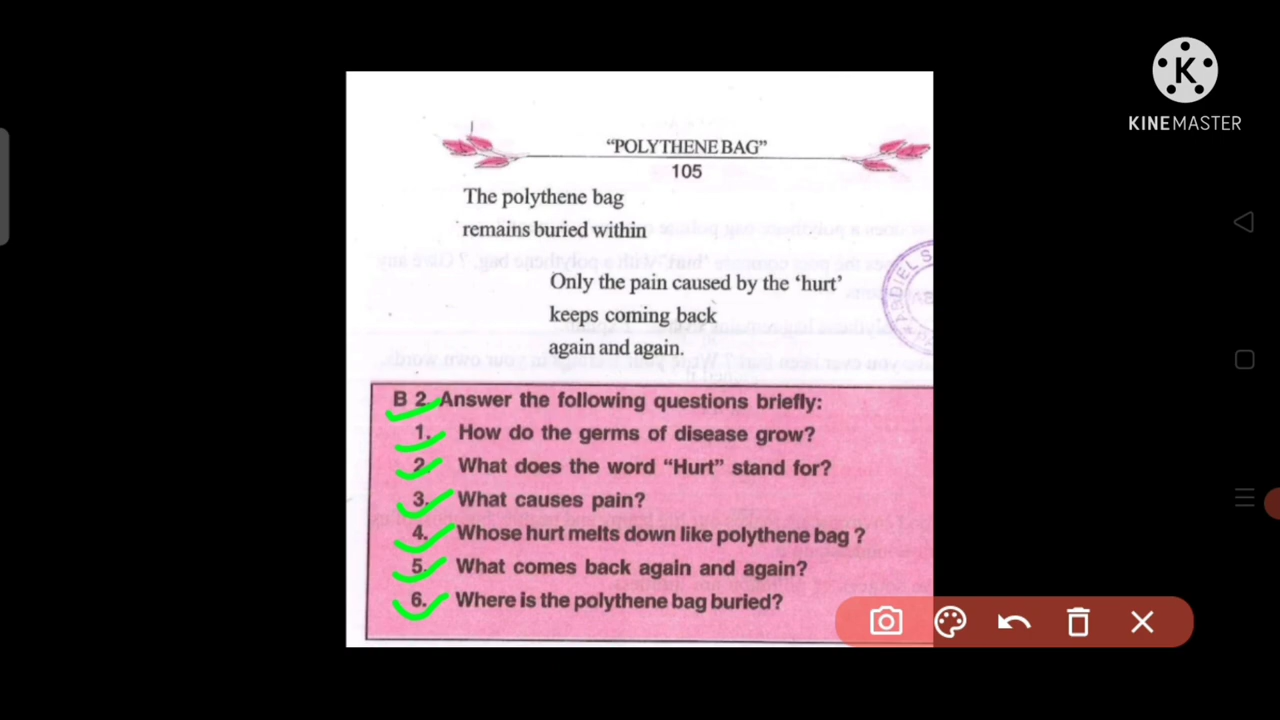 KINEMASTER
"POLYTHENE BAG"
105
The polythene bag
remains buried within
Only the pain caused by the 'hurt'
keeps coming back
again and again.
B 2. Answer the following questions briefly:
1. How do the germs of disease grow?
2. What does the word "Hurt" stand for?
3. What causes pain?
4. Whose hurt melts down like polythene bag ?
5. What comes back again and again?
6. Where is the polythene bag buried?